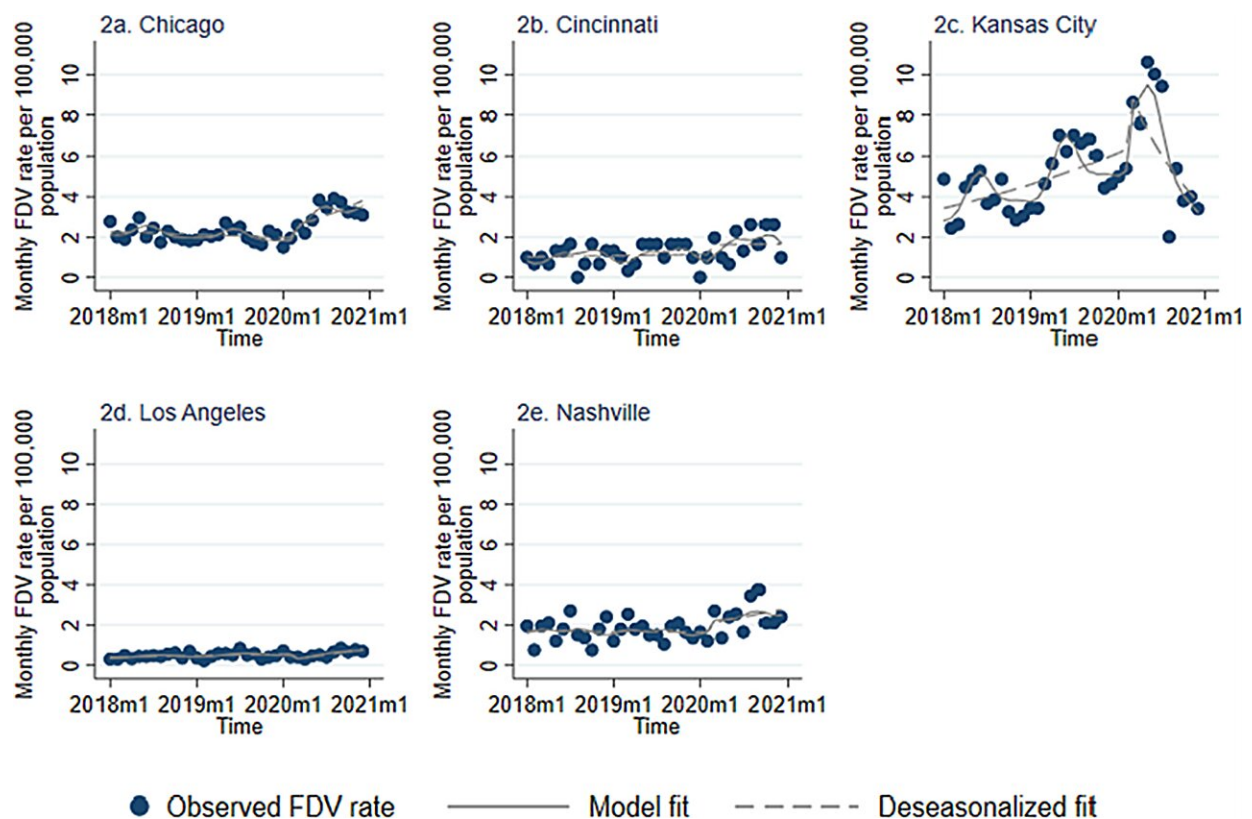 2a. Chicago
Monthly FDV rate per 100,000
population
10
8
6
4
2
0
2018m1 2019m1 2020m1 2021m1
Time
2b. Cincinnati
Monthly FDV rate per 100,000
population
10
8
6
4
2
0
2018m1 2019m1 2020m1 2021m1
Time
2c. Kansas City
Monthly FDV rate per 100,000
population
10
8
6
4
2
0
2018m1 2019m1 2020m1 2021m1
Time
2d. Los Angeles
Monthly FDV rate per 100,000
population
10
8
6
4
2
0
2018m1 2019m1 2020m1 2021m1
Time
2e. Nashville
Monthly FDV rate per 100,000
population
10
8
6
4
2
0
2018m1 2019m1 2020m1 2021m1
Time
Observed FDV rate Model fit Deseasonalized fit